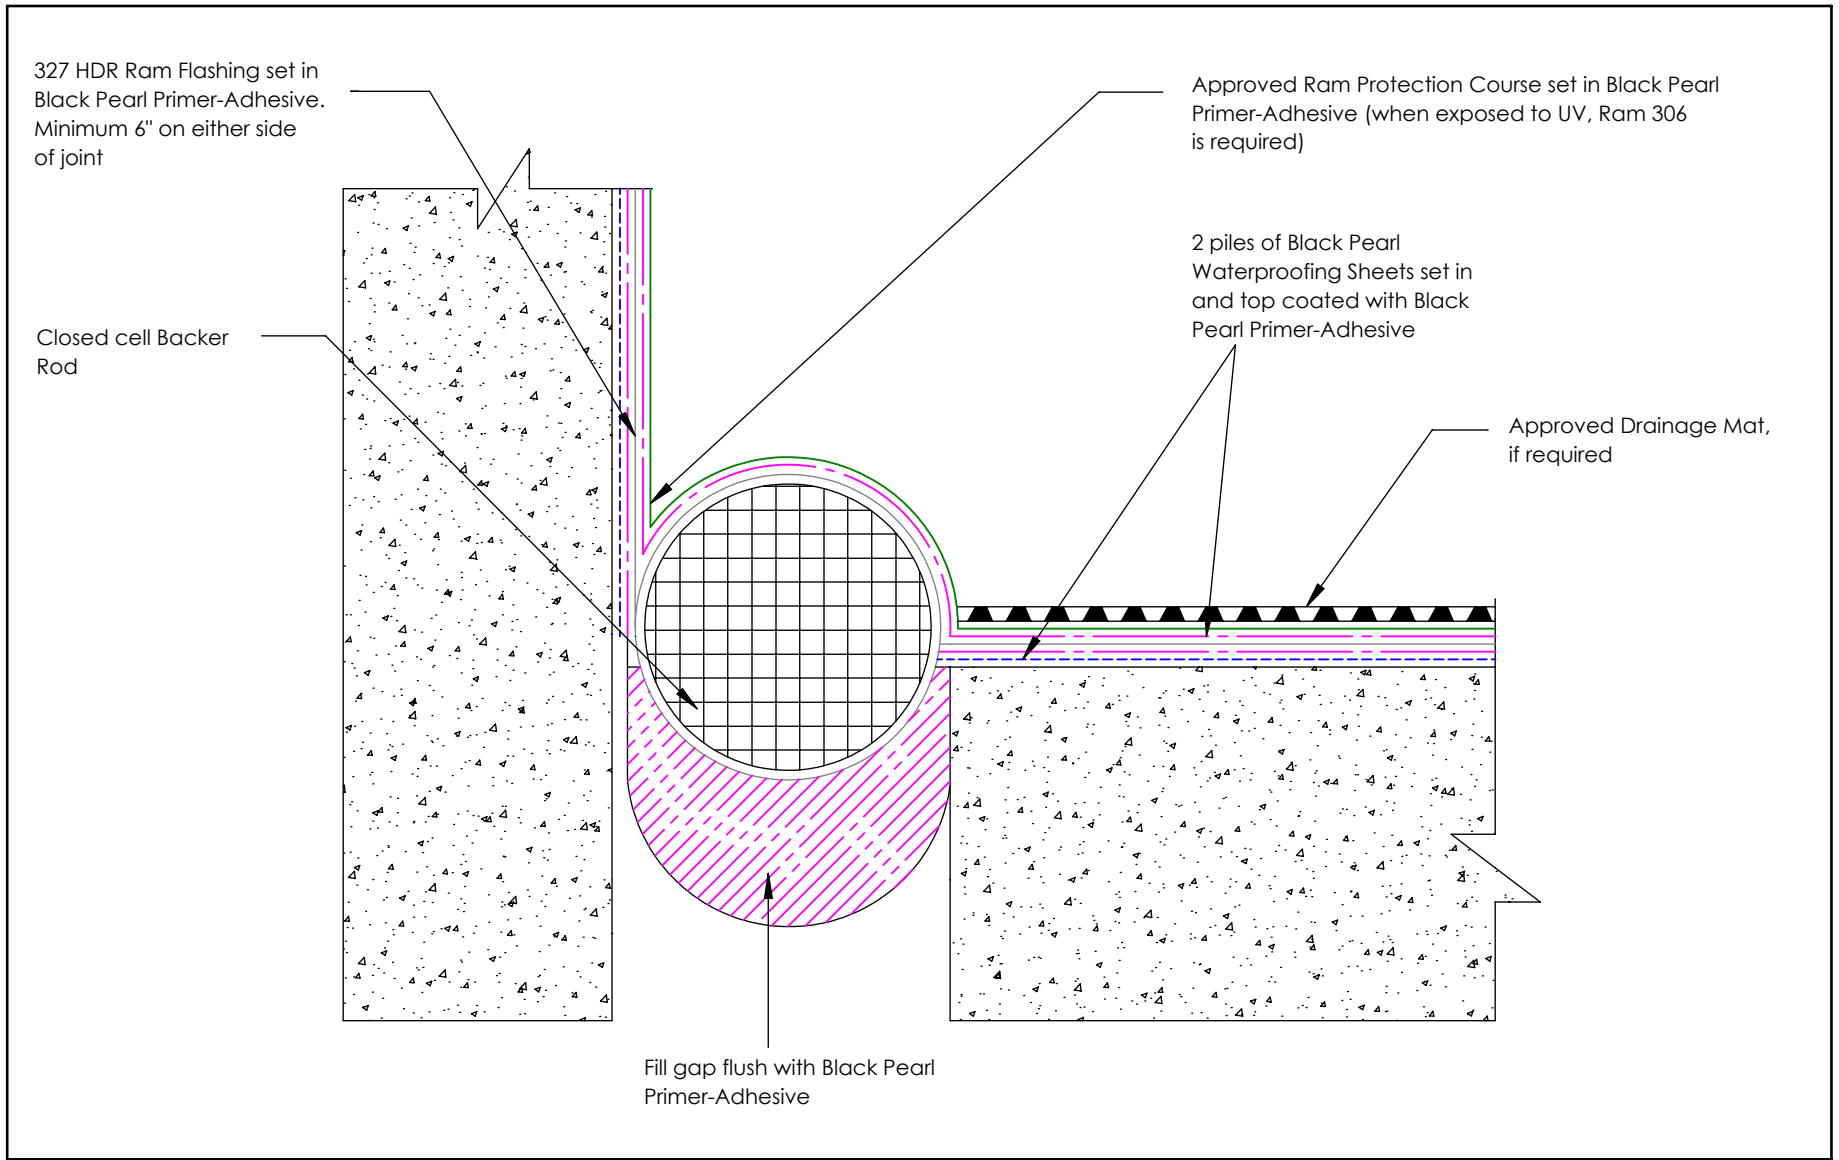 327 HDR Ram Flashing set in
Black Pearl Primer-Adhesive.
Minimum 6" on either side
of joint
Approved Ram Protection Course set in Black Pearl
Primer-Adhesive (when exposed to UV, Ram 306
is required)
2 piles of Black Pearl
Waterproofing Sheets set in
and top coated with Black
Pearl Primer-Adhesive
Closed cell Backer
Rod
Approved Drainage Mat,
if required
Fill gap flush with Black Pearl
Primer-Adhesive